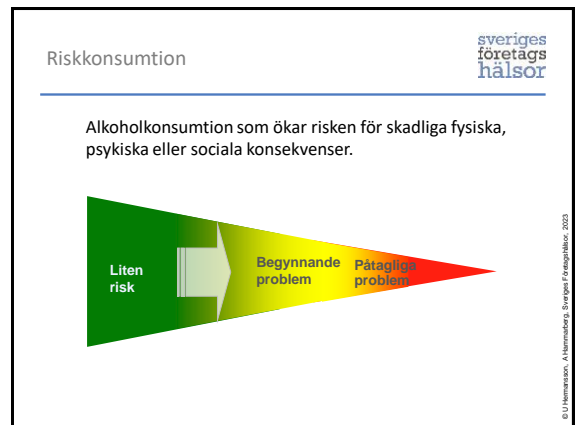 Riskkonsumtion
sveriges
företags
hälsor
Alkoholkonsumtion som ökar risken för skadliga fysiska,
psykiska eller sociala konsekvenser.
Liten
risk
Begynnande
problem
Påtagliga
problem
© U Hermansson, A Hammarberg, Sveriges Företagshälsor, 2023